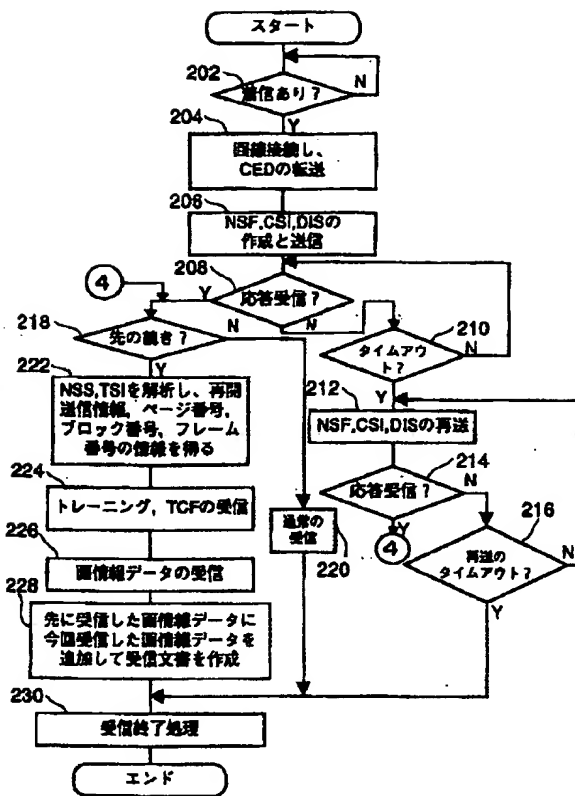 スタート
202
着信あり?
N
Y
204
回線接続し、
CEDの転送
206
NSF,CSI,DISの
作成と送信
208
4
Y
応答受信?
N
218
先の続き?
N
Y
210
タイムアウ
ト?
N
Y
222
NSS,TSIを解析し、再開
送信情報,ページ番号,
ブロック番号,フレーム
番号の情報を得る
212
NSF,CSI,DISの再送
214
応答受信?
N
Y
4
224
トレーニング,TCFの受信
通常の
受信
220
216
再送の
タイムアウト?
N
Y
226
画情報データの受信
228
先に受信した画情報データに
今回受信した画情報データを
追加して受信文書を作成
230
受信終了処理
エンド